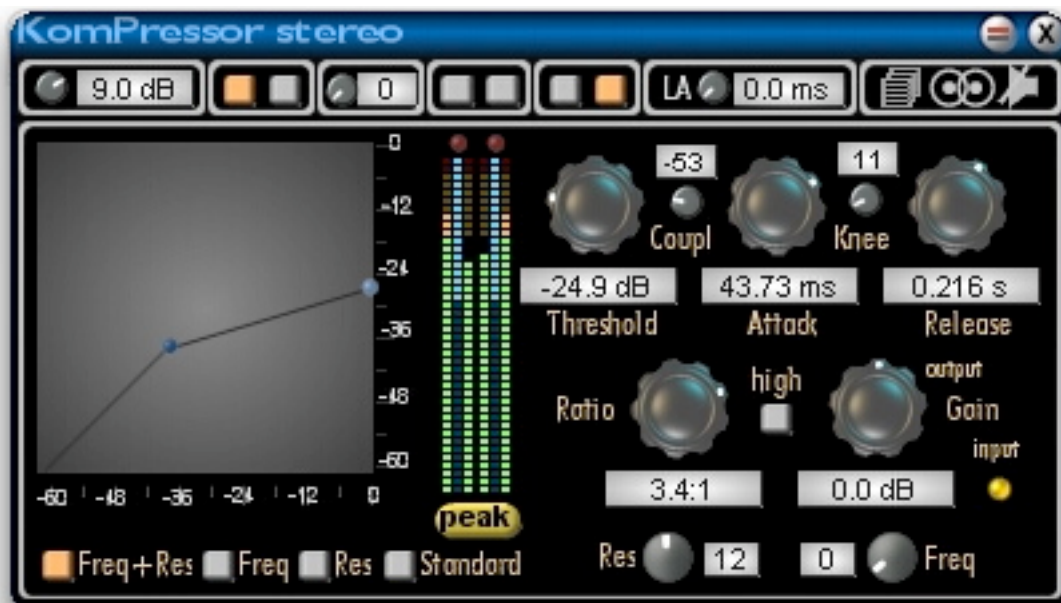 KomPressor stereo
x
9.0 dB
0
LA
0.0 ms
-0
-12
-24
-36
-48
-60
-60
-48
-36
-24
-12
0
peak
-53
11
Coupl
Knee
-24.9 dB
43.73 ms
0.216 s
Threshold
Attack
Release
Ratio
high
output
Gain
input
3.4:1
0.0 dB
Res
12
0
Freq
Freq+Res
Freq
Res
Standard